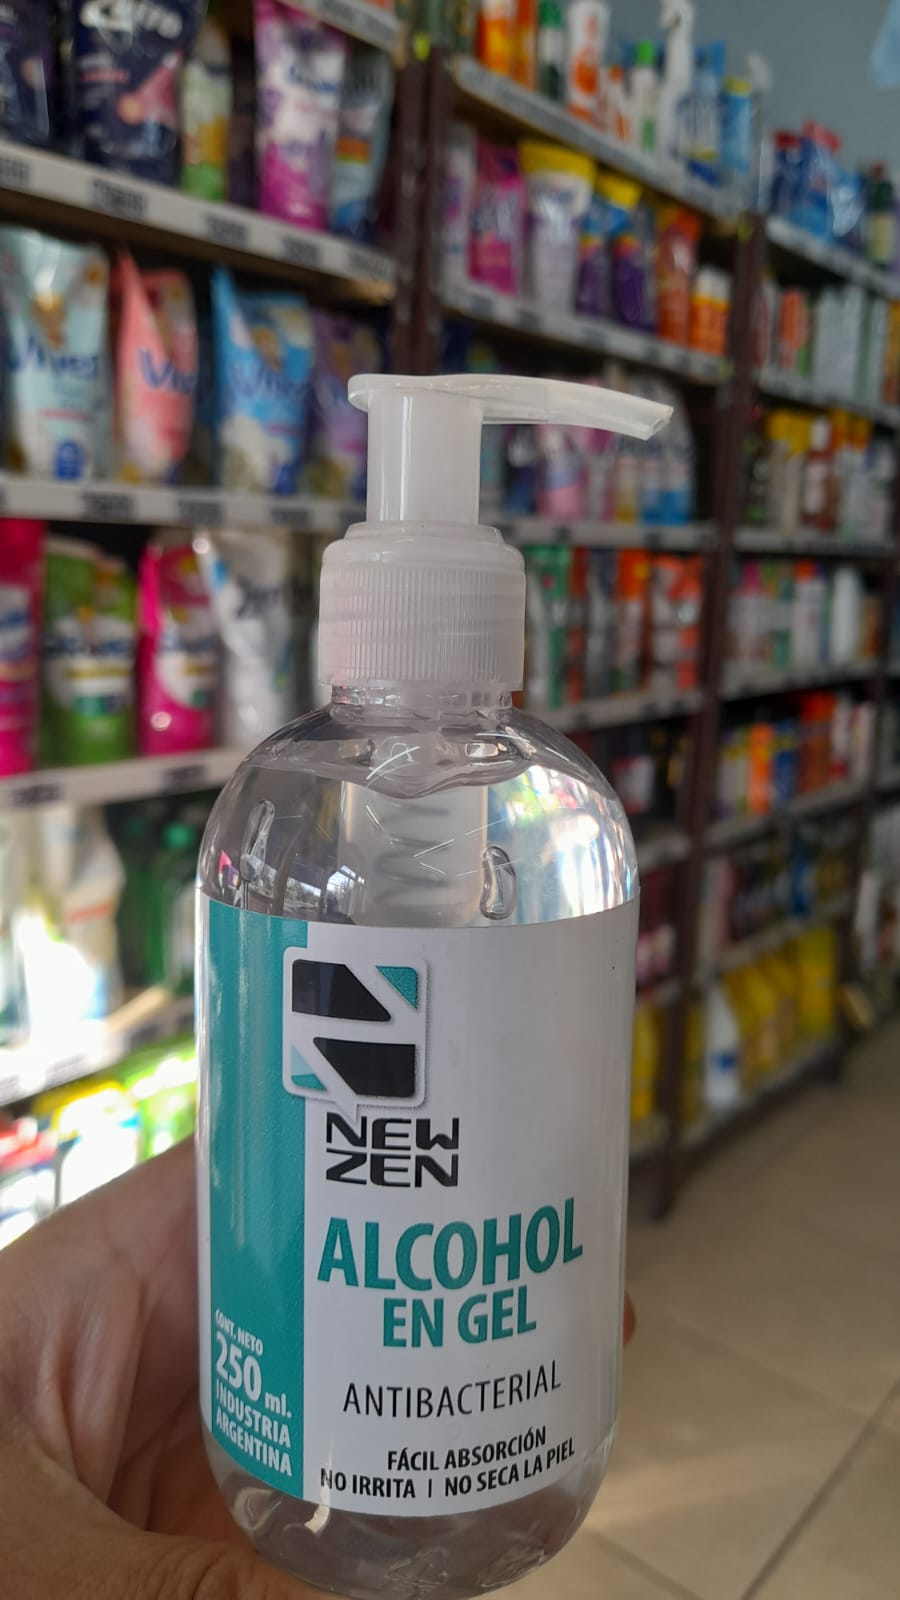 NEW
ZEN
ALCOHOL
EN GEL
ANTIBACTERIAL
FÁCIL ABSORCIÓN
NO IRRITA | NO SECA LA PIEL
CONT. NETO
250 ml.
INDUSTRIA
ARGENTINA